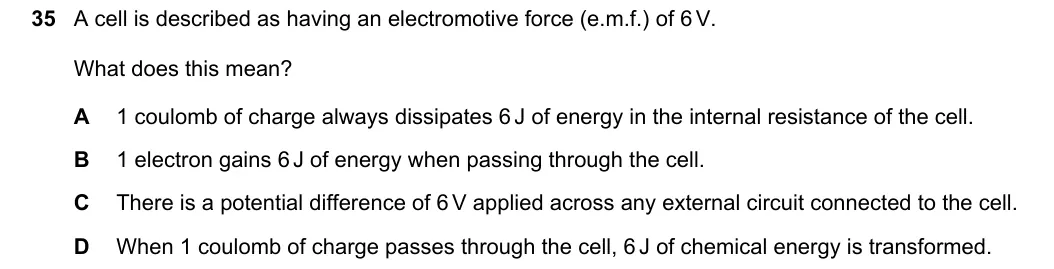 35 A cell is described as having an electromotive force (e.m.f.) of 6 V.
What does this mean?
A 1 coulomb of charge always dissipates 6 J of energy in the internal resistance of the cell.
B 1 electron gains 6 J of energy when passing through the cell.
C There is a potential difference of 6 V applied across any external circuit connected to the cell.
D When 1 coulomb of charge passes through the cell, 6 J of chemical energy is transformed.